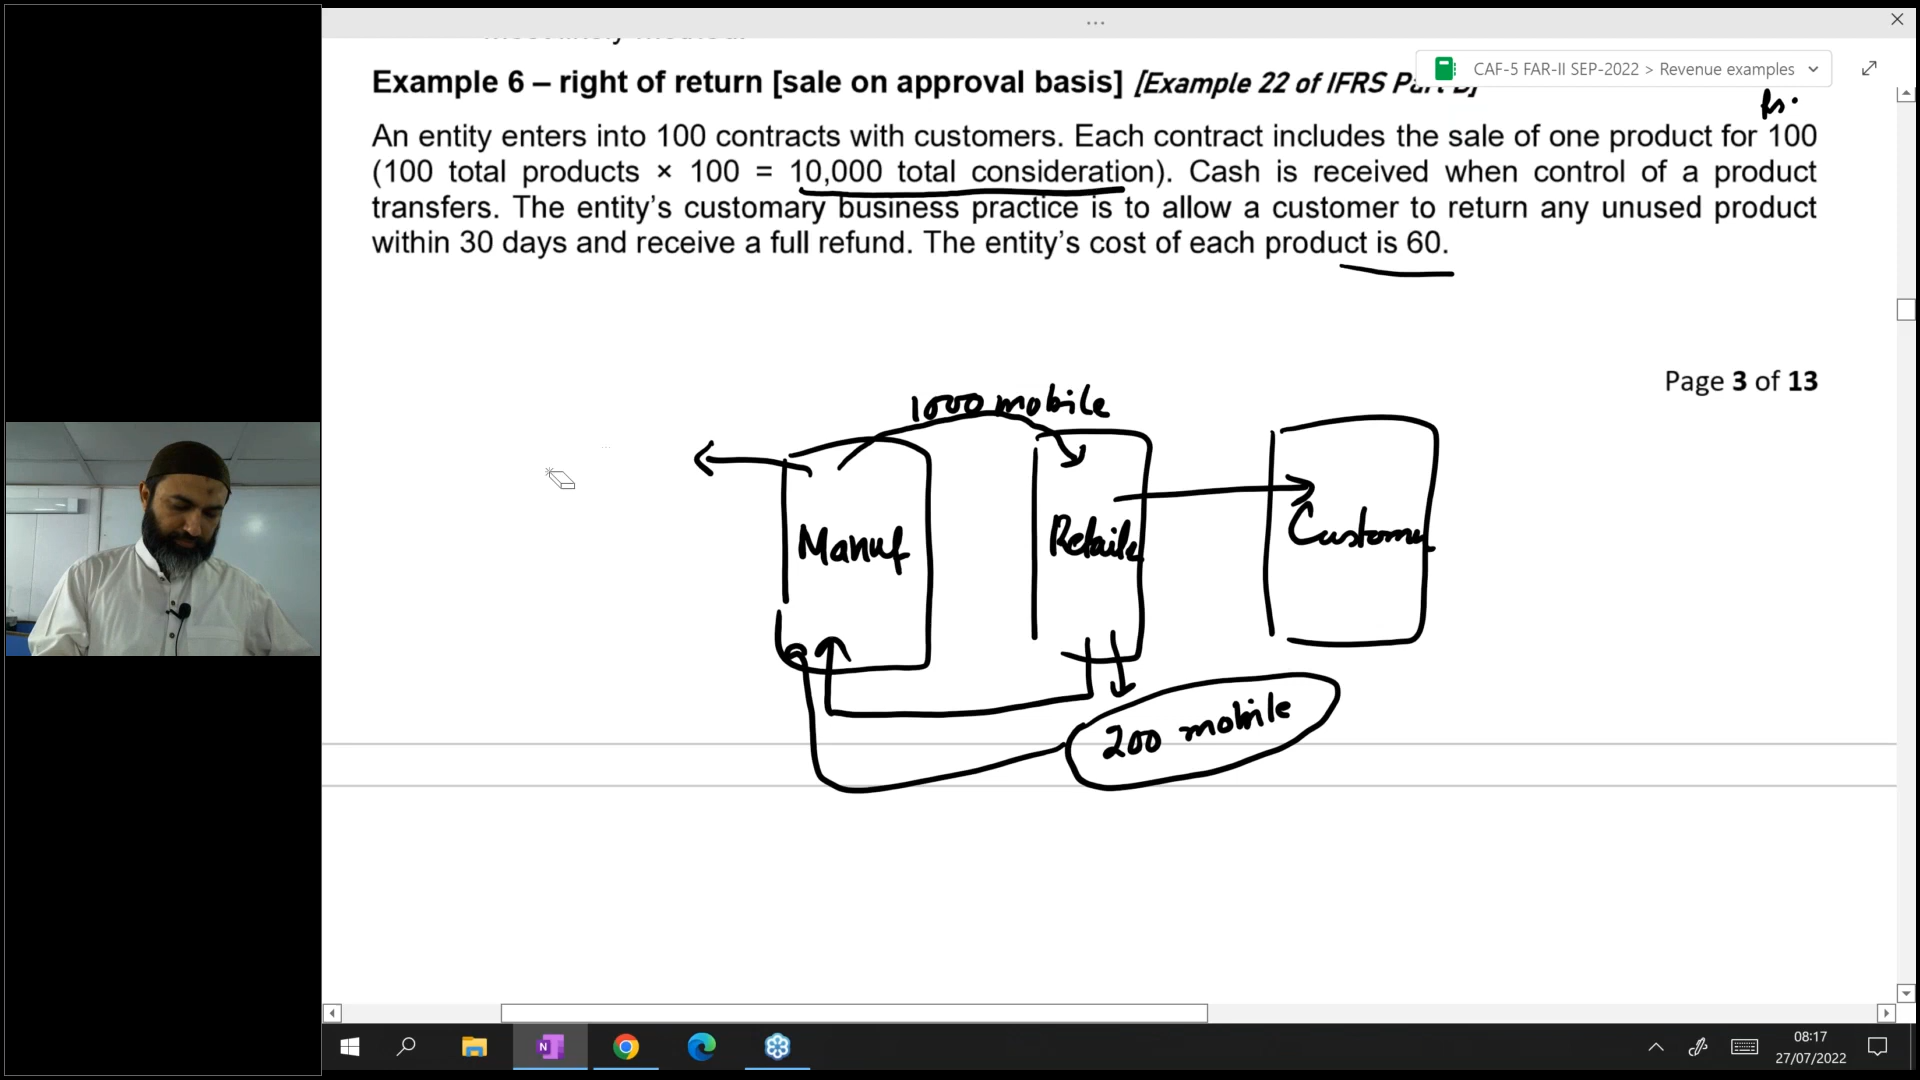 CAF-5 FAR-II SEP-2022 > Revenue examples
Example 6 – right of return [sale on approval basis] [Example 22 of IFRS
Rs.
An entity enters into 100 contracts with customers. Each contract includes the sale of one product for 100
(100 total products × 100 = 10,000 total consideration). Cash is received when control of a product
transfers. The entity’s customary business practice is to allow a customer to return any unused product
within 30 days and receive a full refund. The entity’s cost of each product is 60.
Page 3 of 13
1000 mobile
Manuf
Retaile
Customer
200 mobile
08:17
27/07/2022